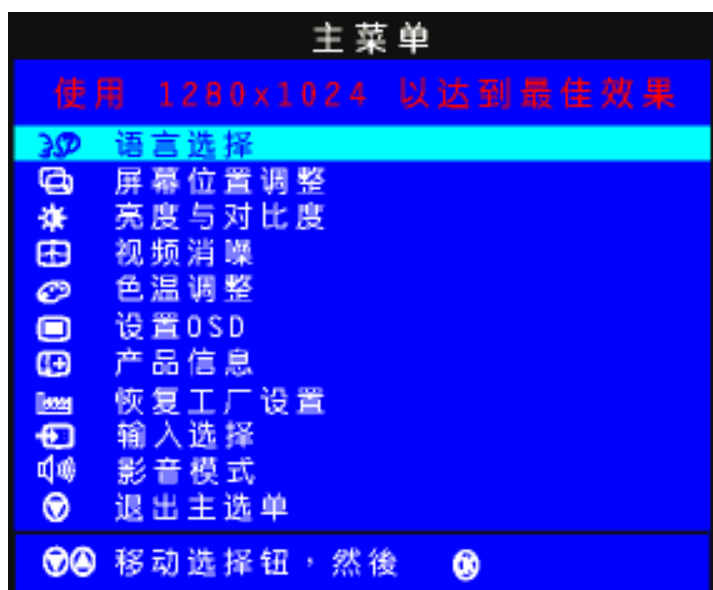 主菜单
使用 1280x1024 以达到最佳效果
语言选择
屏幕位置调整
亮度与对比度
视频消噪
色温调整
设置OSD
产品信息
恢复工厂设置
输入选择
影音模式
退出主选单
移动选择钮，然後 OK